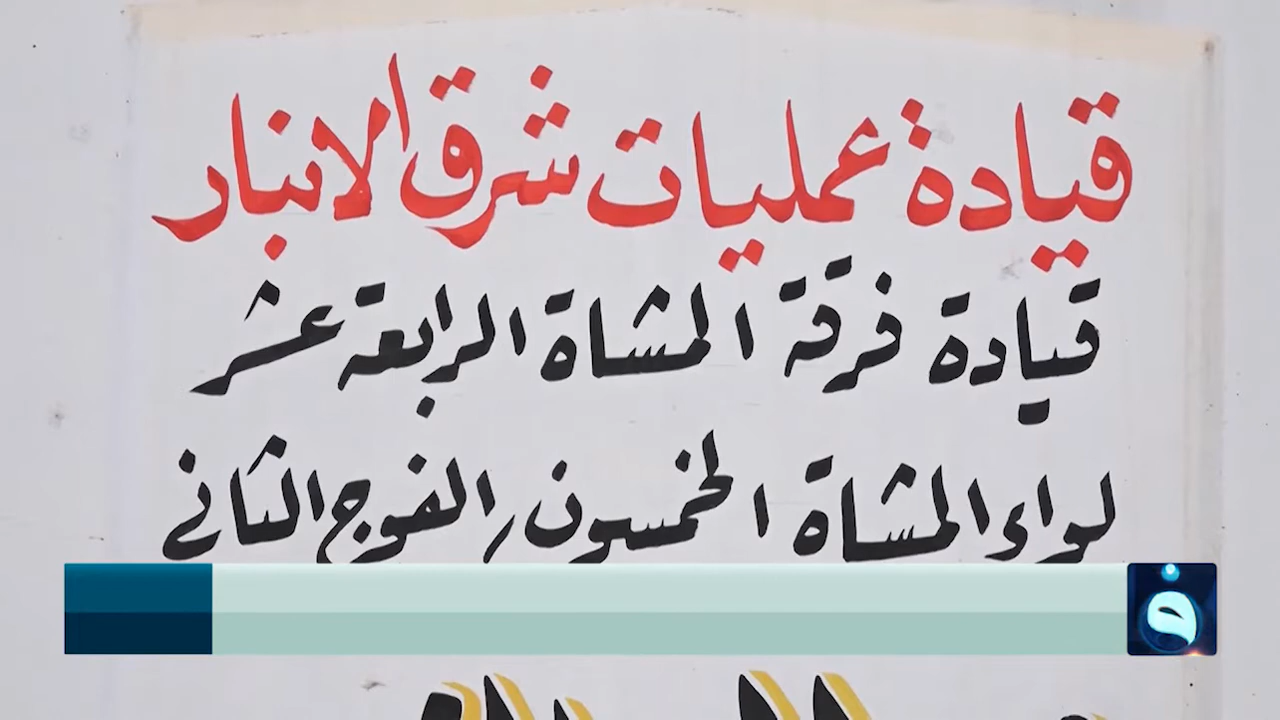 قيادة عمليات شرق الانبار
قيادة فرقة المشاة الرابعة عشر
لواء المشاة الخمسون / الفوج الثاني